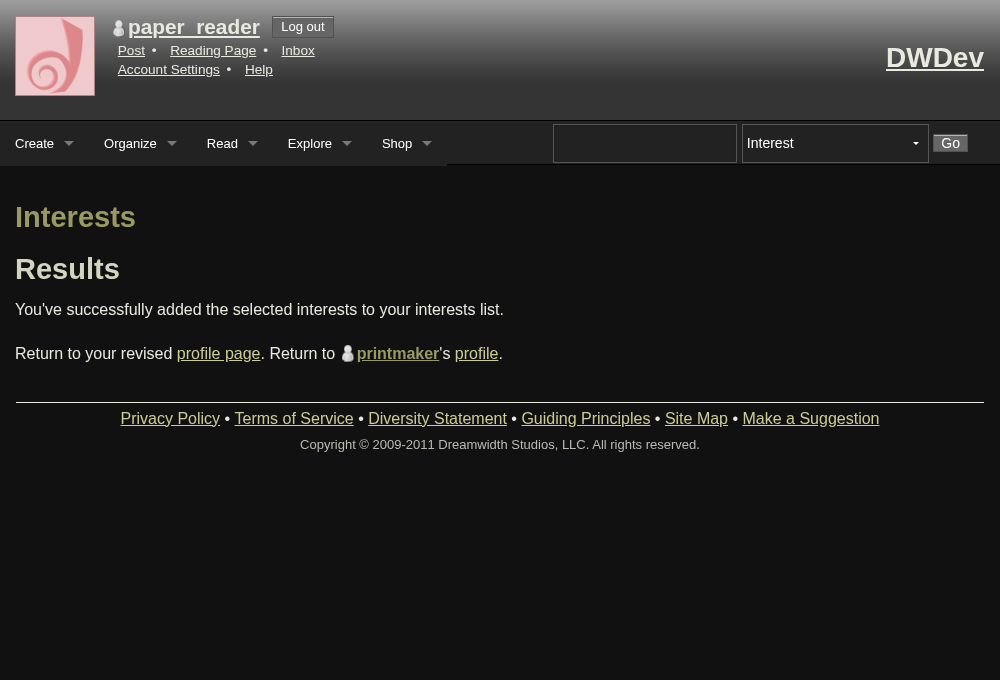 paper_reader Log out
Post • Reading Page • Inbox
Account Settings • Help
DWDev
Create Organize Read Explore Shop Interest Go
Interests
Results
You've successfully added the selected interests to your interests list.
Return to your revised profile page. Return to printmaker's profile.
Privacy Policy • Terms of Service • Diversity Statement • Guiding Principles • Site Map • Make a Suggestion
Copyright © 2009-2011 Dreamwidth Studios, LLC. All rights reserved.